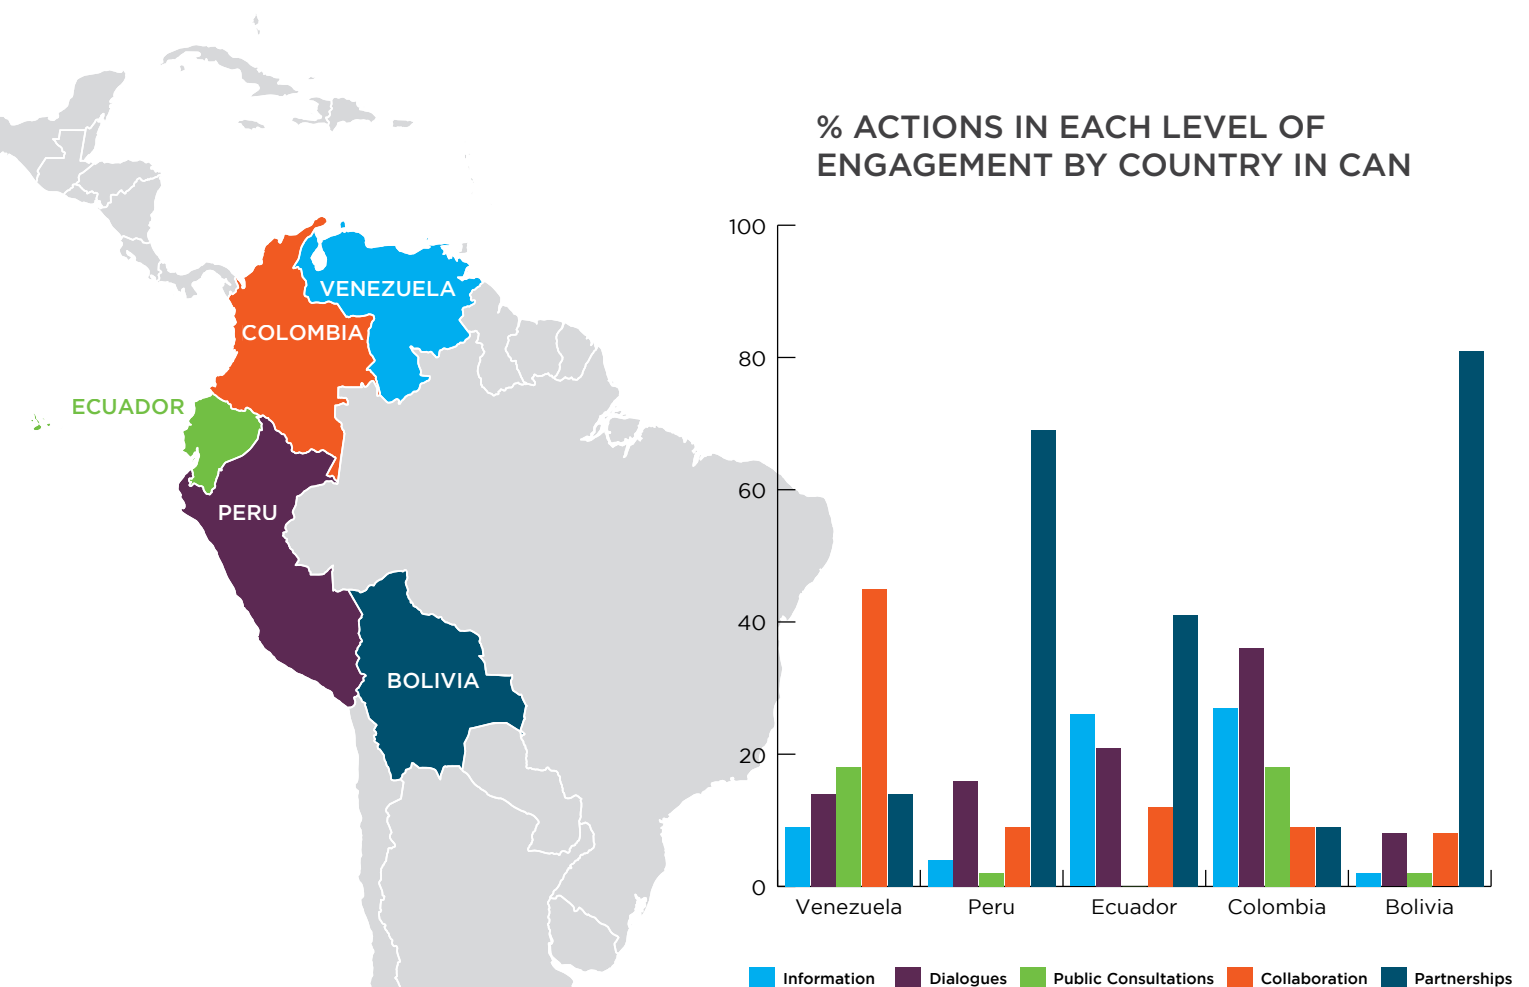 % ACTIONS IN EACH LEVEL OF
ENGAGEMENT BY COUNTRY IN CAN
VENEZUELA
COLOMBIA
ECUADOR
PERU
BOLIVIA
100
80
60
40
20
0
Venezuela Peru Ecuador Colombia Bolivia
Information Dialogues Public Consultations Collaboration Partnerships